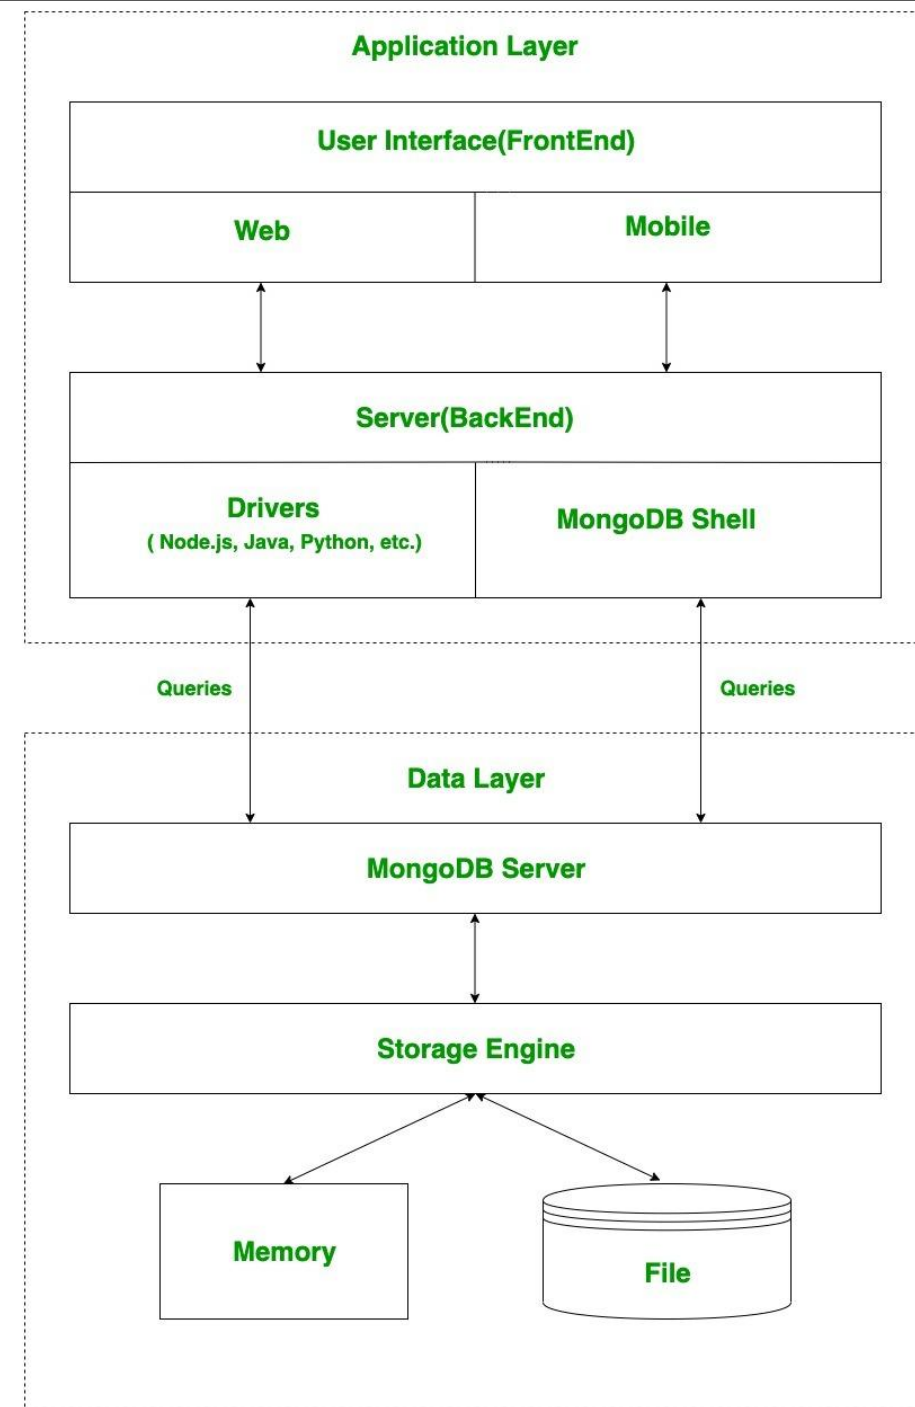 Application Layer
User Interface(FrontEnd)
Web
Mobile
Server(BackEnd)
Drivers
( Node.js, Java, Python, etc.)
MongoDB Shell
Queries
Queries
Data Layer
MongoDB Server
Storage Engine
Memory
File